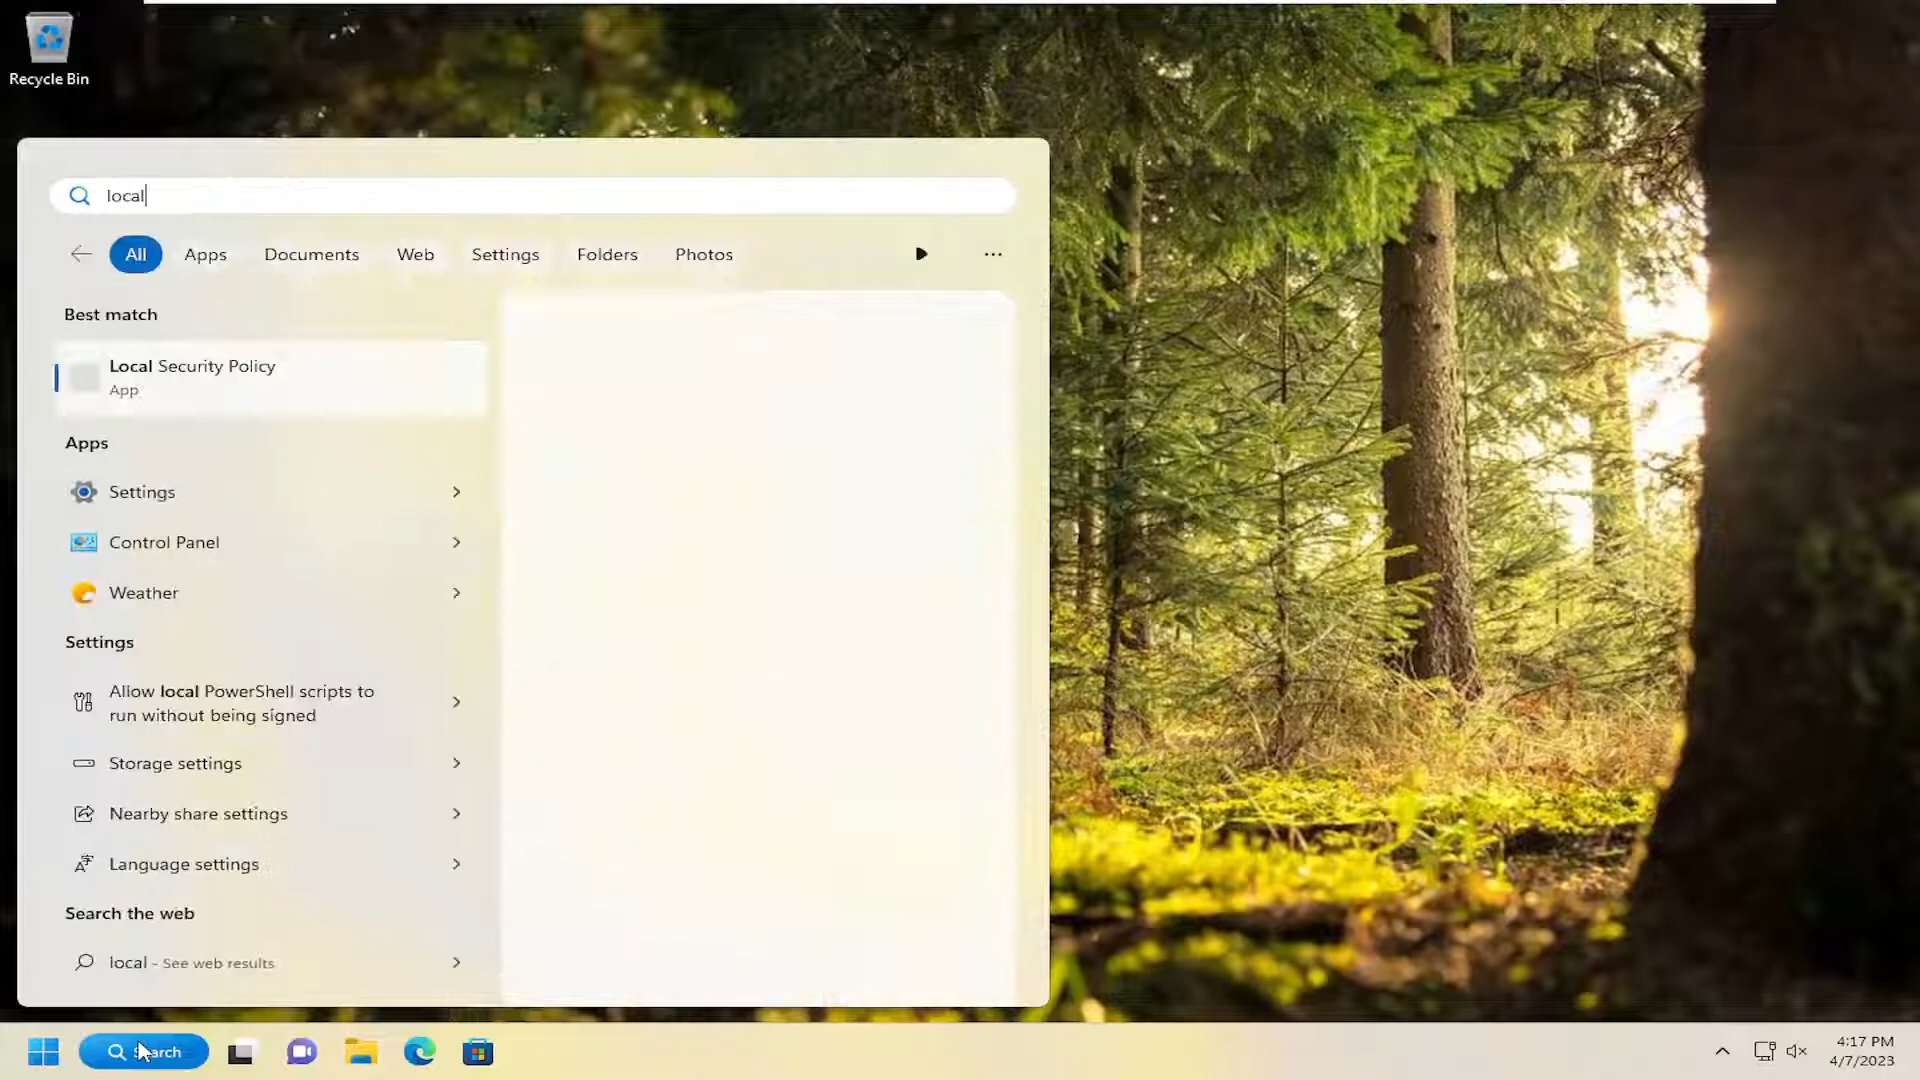 Recycle Bin
local
All Apps Documents Web Settings Folders Photos
Best match
Local Security Policy
App
Apps
Settings
Control Panel
Weather
Settings
Allow local PowerShell scripts to
run without being signed
Storage settings
Nearby share settings
Language settings
Search the web
local - See web results
4:17 PM
4/7/2023